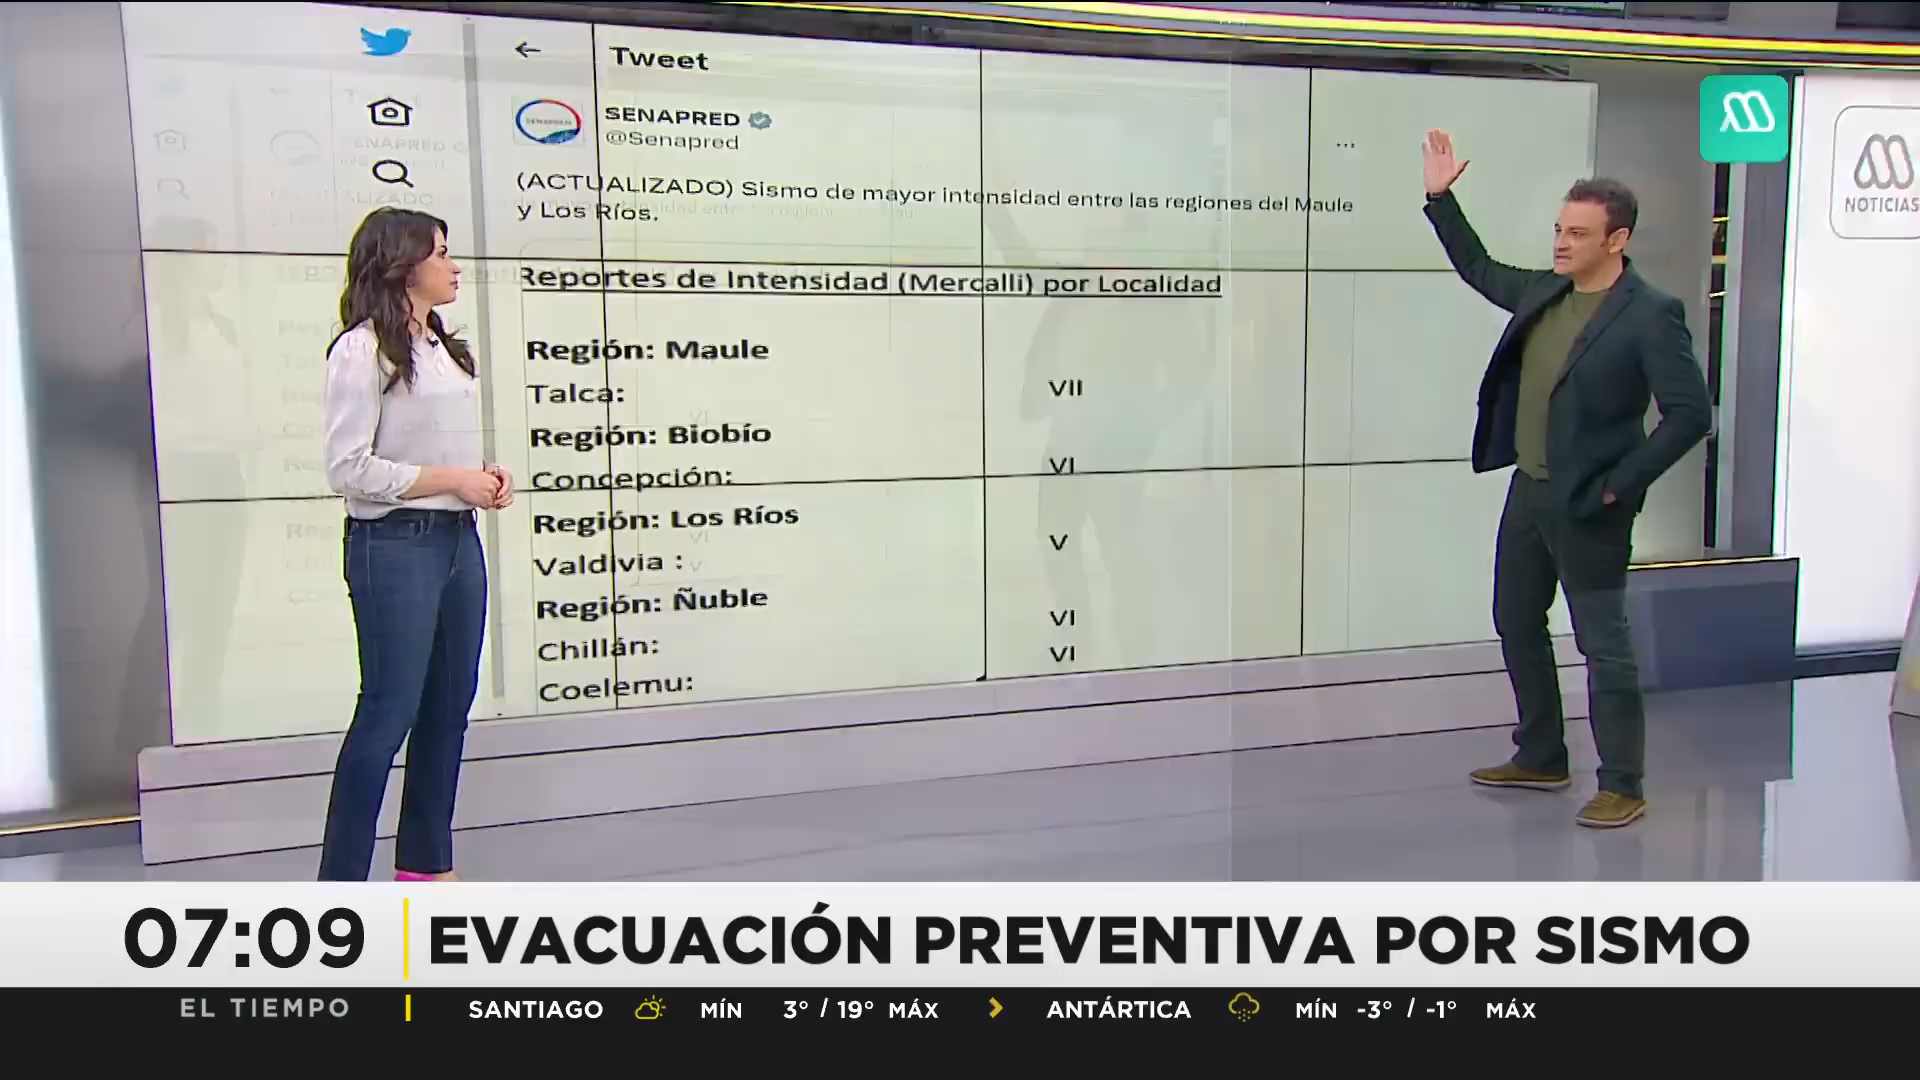 Tweet
SENAPRED
@Senapred
...
(ACTUALIZADO) Sismo de mayor intensidad entre las regiones del Maule
y Los Ríos.
Reportes de Intensidad (Mercalli) por Localidad
Región: Maule
Talca: VII
Región: Biobío
Concepción: VI
Región: Los Ríos
Valdivia : V
Región: Ñuble
Chillán: VI
Coelemu: VI
NOTICIAS
07:09 EVACUACIÓN PREVENTIVA POR SISMO
EL TIEMPO SANTIAGO MÍN 3° / 19° MÁX ANTÁRTICA MÍN -3° / -1° MÁX